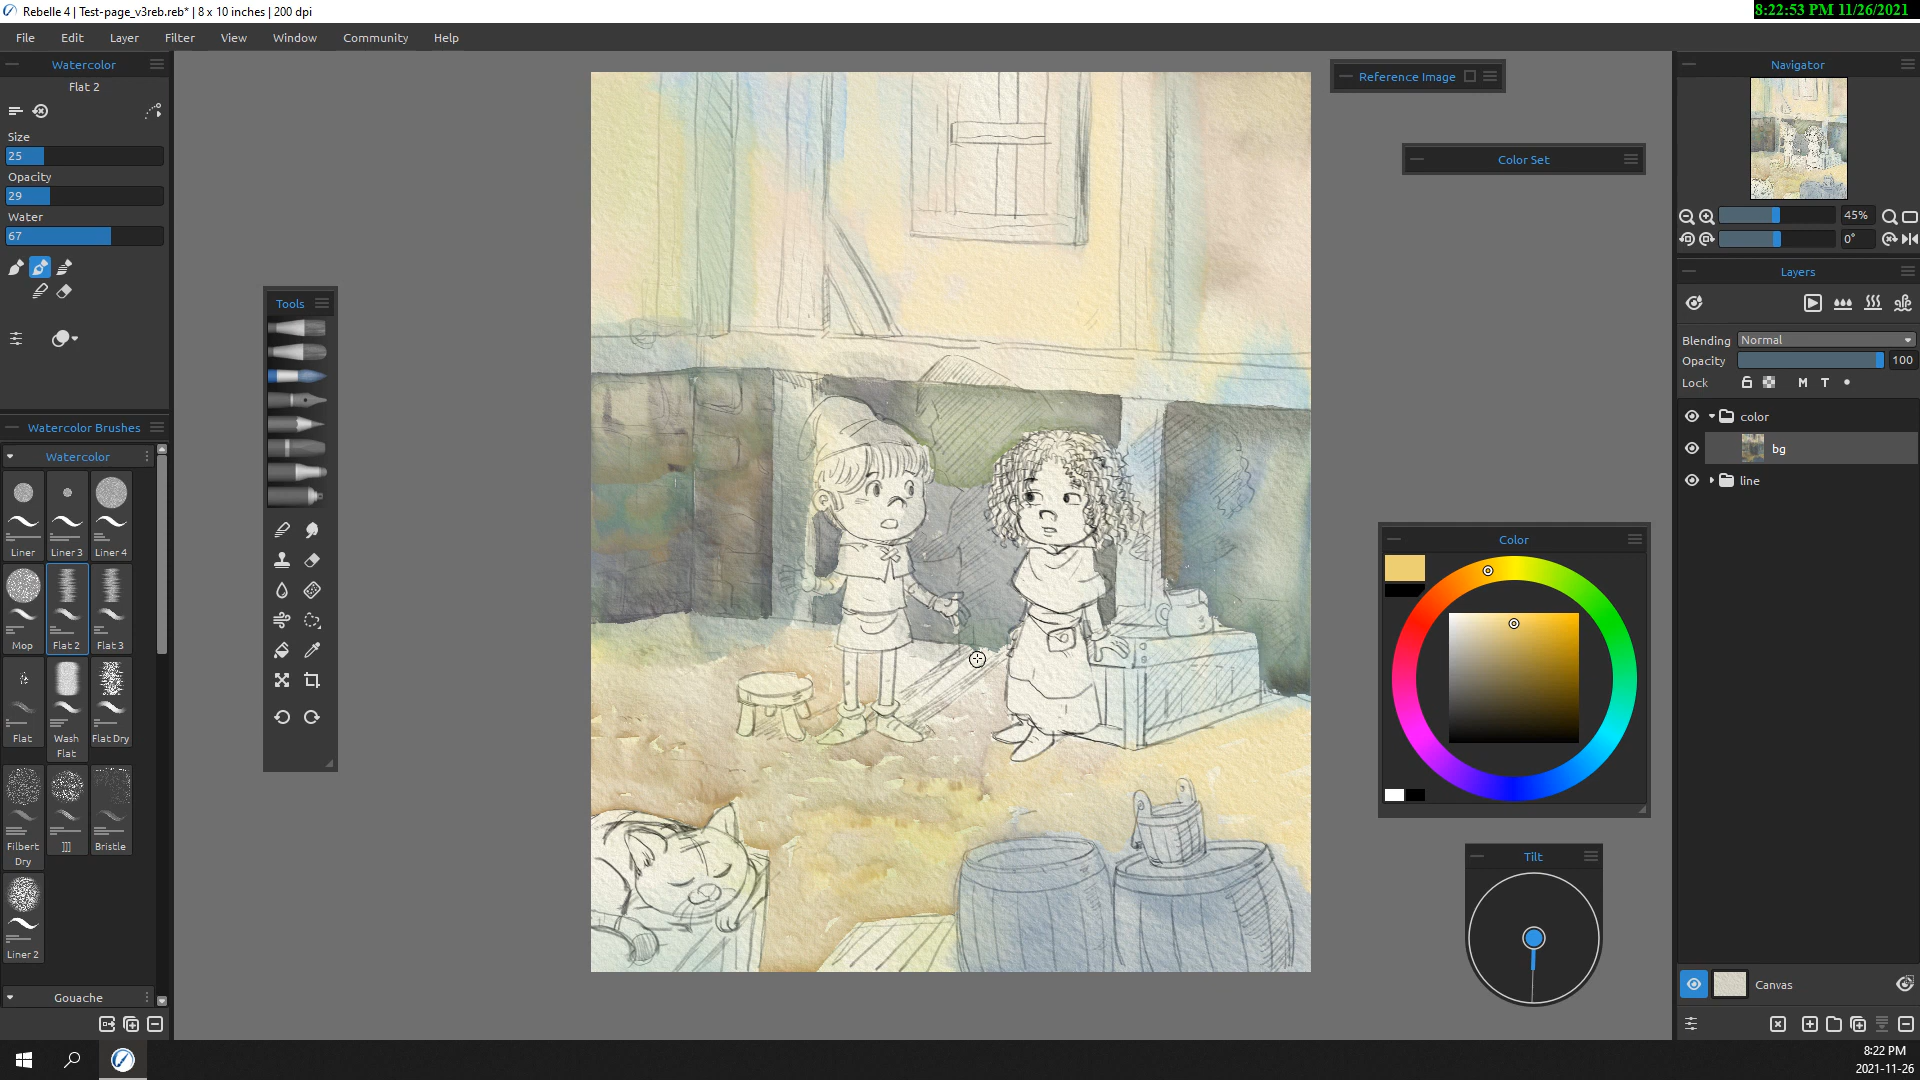 Rebelle 4 | Test-page_v3reb.reb* | 8 x 10 inches | 200 dpi
8:22:53 PM 11/26/2021
File Edit Layer Filter View Window Community Help
Watercolor
Flat 2
Size
25
Opacity
29
Water
67
Watercolor Brushes
Watercolor
Liner Liner 3 Liner 4
Mop Flat 2 Flat 3
Flat Wash Flat Flat Dry
Filbert Dry ]]] Bristle
Liner 2
Gouache
Tools
Reference Image
Color Set
Color
Tilt
Navigator
45%
0°
Layers
Blending Normal
Opacity 100
Lock M T
color
bg
line
Canvas
8:22 PM
2021-11-26